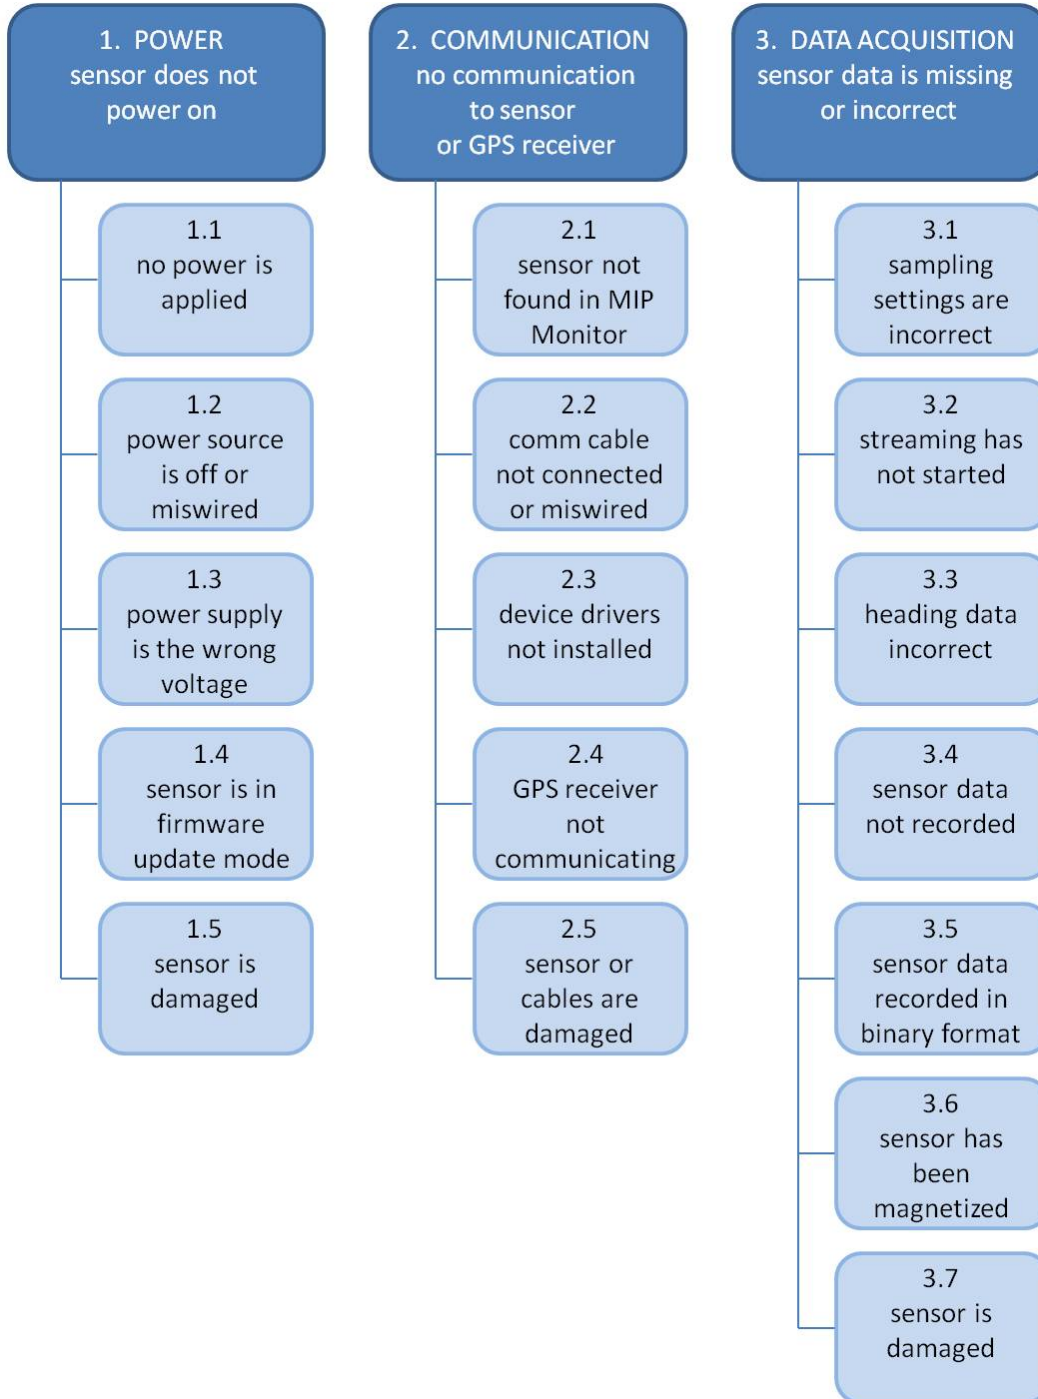 1. POWER
sensor does not
power on
1.1
no power is
applied
1.2
power source
is off or
miswired
1.3
power supply
is the wrong
voltage
1.4
sensor is in
firmware
update mode
1.5
sensor is
damaged
2. COMMUNICATION
no communication
to sensor
or GPS receiver
2.1
sensor not
found in MIP
Monitor
2.2
comm cable
not connected
or miswired
2.3
device drivers
not installed
2.4
GPS receiver
not
communicating
2.5
sensor or
cables are
damaged
3. DATA ACQUISITION
sensor data is missing
or incorrect
3.1
sampling
settings are
incorrect
3.2
streaming has
not started
3.3
heading data
incorrect
3.4
sensor data
not recorded
3.5
sensor data
recorded in
binary format
3.6
sensor has
been
magnetized
3.7
sensor is
damaged